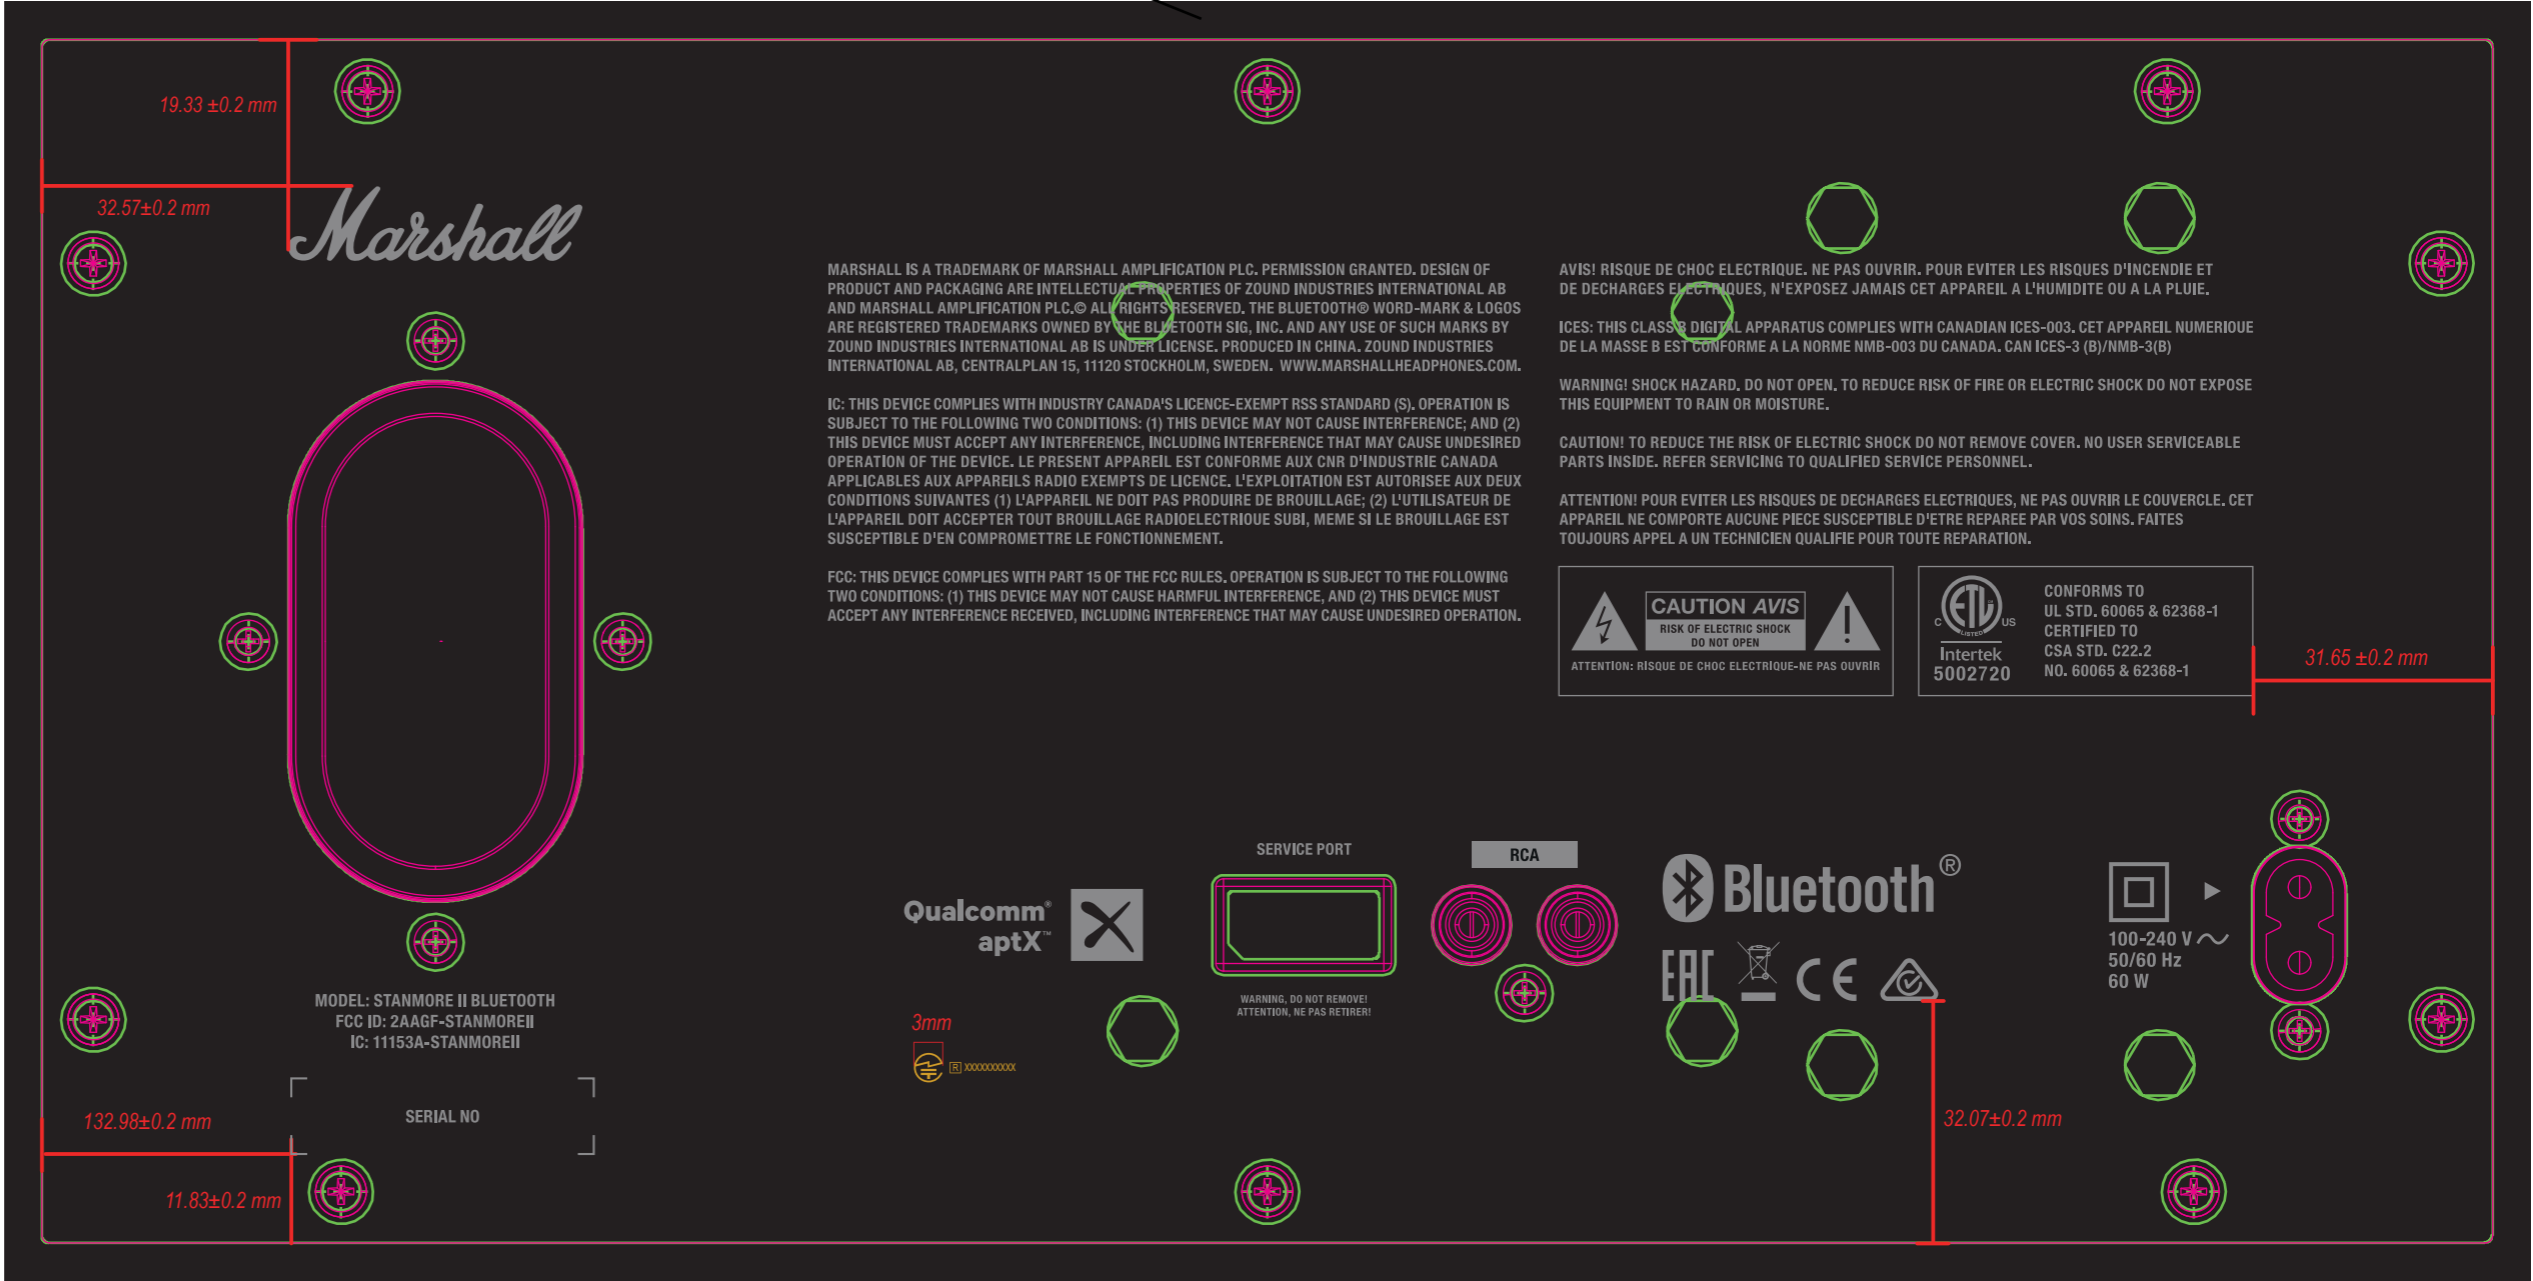 19.33 ±0.2 mm
32.57±0.2 mm
Marshall
MARSHALL IS A TRADEMARK OF MARSHALL AMPLIFICATION PLC. PERMISSION GRANTED. DESIGN OF
PRODUCT AND PACKAGING ARE INTELLECTUAL PROPERTIES OF ZOUND INDUSTRIES INTERNATIONAL AB
AND MARSHALL AMPLIFICATION PLC.© ALL RIGHTS RESERVED. THE BLUETOOTH® WORD-MARK & LOGOS
ARE REGISTERED TRADEMARKS OWNED BY THE BLUETOOTH SIG, INC. AND ANY USE OF SUCH MARKS BY
ZOUND INDUSTRIES INTERNATIONAL AB IS UNDER LICENSE. PRODUCED IN CHINA. ZOUND INDUSTRIES
INTERNATIONAL AB, CENTRALPLAN 15, 11120 STOCKHOLM, SWEDEN. WWW.MARSHALLHEADPHONES.COM.
IC: THIS DEVICE COMPLIES WITH INDUSTRY CANADA'S LICENCE-EXEMPT RSS STANDARD (S). OPERATION IS
SUBJECT TO THE FOLLOWING TWO CONDITIONS: (1) THIS DEVICE MAY NOT CAUSE INTERFERENCE; AND (2)
THIS DEVICE MUST ACCEPT ANY INTERFERENCE, INCLUDING INTERFERENCE THAT MAY CAUSE UNDESIRED
OPERATION OF THE DEVICE. LE PRESENT APPAREIL EST CONFORME AUX CNR D'INDUSTRIE CANADA
APPLICABLES AUX APPAREILS RADIO EXEMPTS DE LICENCE. L'EXPLOITATION EST AUTORISEE AUX DEUX
CONDITIONS SUIVANTES (1) L'APPAREIL NE DOIT PAS PRODUIRE DE BROUILLAGE; (2) L'UTILISATEUR DE
L'APPAREIL DOIT ACCEPTER TOUT BROUILLAGE RADIOELECTRIOUE SUBI, MEME SI LE BROUILLAGE EST
SUSCEPTIBLE D'EN COMPROMETTRE LE FONCTIONNEMENT.
FCC: THIS DEVICE COMPLIES WITH PART 15 OF THE FCC RULES. OPERATION IS SUBJECT TO THE FOLLOWING
TWO CONDITIONS: (1) THIS DEVICE MAY NOT CAUSE HARMFUL INTERFERENCE, AND (2) THIS DEVICE MUST
ACCEPT ANY INTERFERENCE RECEIVED, INCLUDING INTERFERENCE THAT MAY CAUSE UNDESIRED OPERATION.
AVIS! RISQUE DE CHOC ELECTRIQUE. NE PAS OUVRIR. POUR EVITER LES RISQUES D'INCENDIE ET
DE DECHARGES ELECTRIQUES, N'EXPOSEZ JAMAIS CET APPAREIL A L'HUMIDITE OU A LA PLUIE.
ICES: THIS CLASS B DIGITAL APPARATUS COMPLIES WITH CANADIAN ICES-003. CET APPAREIL NUMERIOUE
DE LA MASSE B EST CONFORME A LA NORME NMB-003 DU CANADA. CAN ICES-3 (B)/NMB-3(B)
WARNING! SHOCK HAZARD. DO NOT OPEN. TO REDUCE RISK OF FIRE OR ELECTRIC SHOCK DO NOT EXPOSE
THIS EQUIPMENT TO RAIN OR MOISTURE.
CAUTION! TO REDUCE THE RISK OF ELECTRIC SHOCK DO NOT REMOVE COVER. NO USER SERVICEABLE
PARTS INSIDE. REFER SERVICING TO QUALIFIED SERVICE PERSONNEL.
ATTENTION! POUR EVITER LES RISQUES DE DECHARGES ELECTRIQUES, NE PAS OUVRIR LE COUVERCLE. CET
APPAREIL NE COMPORTE AUCUNE PIECE SUSCEPTIBLE D'ETRE REPAREE PAR VOS SOINS. FAITES
TOUJOURS APPEL A UN TECHNICIEN QUALIFIE POUR TOUTE REPARATION.
CAUTION AVIS
RISK OF ELECTRIC SHOCK
DO NOT OPEN
ATTENTION: RISQUE DE CHOC ELECTRIQUE-NE PAS OUVRIR
ETL
C LISTED US
Intertek
5002720
CONFORMS TO
UL STD. 60065 & 62368-1
CERTIFIED TO
CSA STD. C22.2
NO. 60065 & 62368-1
31.65 ±0.2 mm
Qualcomm®
aptX™
SERVICE PORT
WARNING, DO NOT REMOVE!
ATTENTION, NE PAS RETIRER!
RCA
Bluetooth®
EAC
CE
100-240 V
50/60 Hz
60 W
MODEL: STANMORE II BLUETOOTH
FCC ID: 2AAGF-STANMOREII
IC: 11153A-STANMOREII
3mm
R XXXXXXXXXX
SERIAL NO
132.98±0.2 mm
11.83±0.2 mm
32.07±0.2 mm